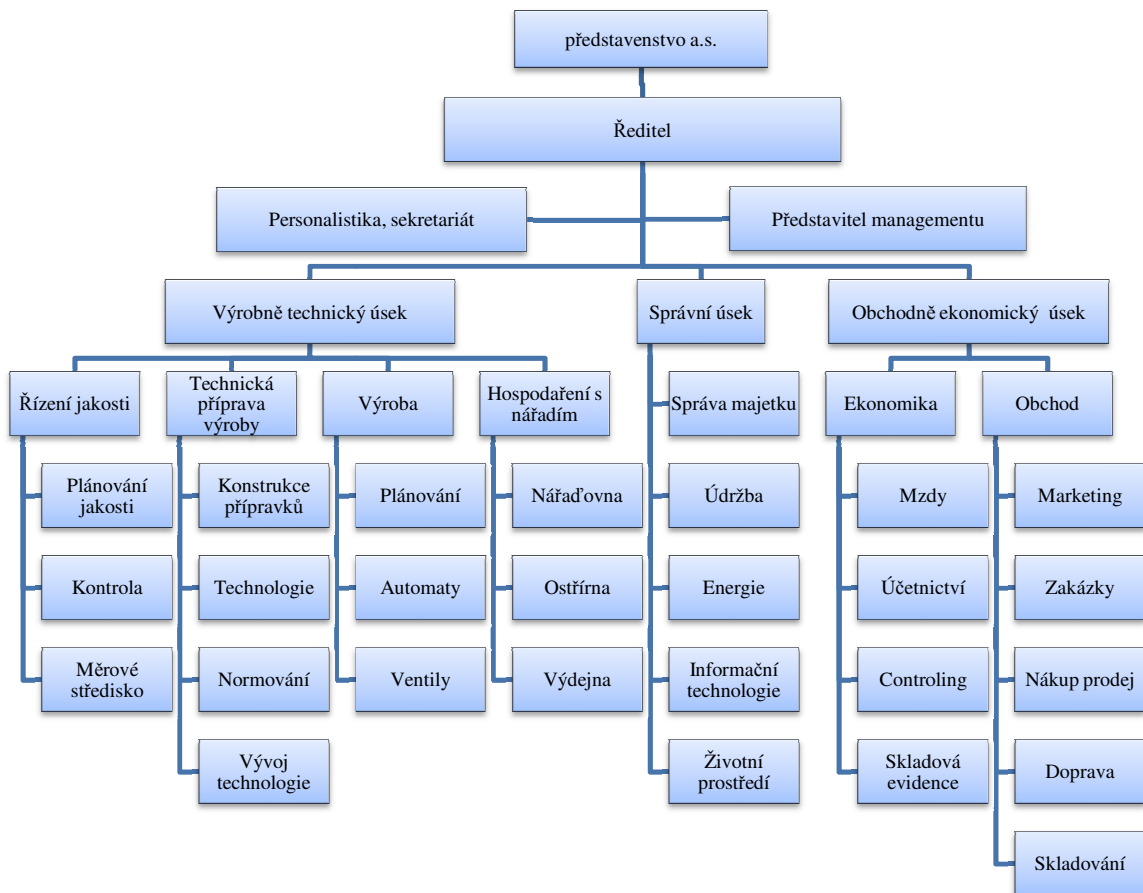 představenstvo a.s.
Ředitel
Personalistika, sekretariát
Představitel managementu
Výrobně technický úsek
Správní úsek
Obchodně ekonomický úsek
Řízení jakosti
Technická
příprava
výroby
Výroba
Hospodaření s
nářadím
Správa majetku
Ekonomika
Obchod
Plánování
jakosti
Konstrukce
přípravků
Plánování
Nářaďovna
Údržba
Mzdy
Marketing
Kontrola
Technologie
Automaty
Ostřírna
Energie
Účetnictví
Zakázky
Měrové
středisko
Normování
Ventily
Výdejna
Informační
technologie
Controling
Nákup prodej
Vývoj
technologie
Životní
prostředí
Skladová
evidence
Doprava
Skladování